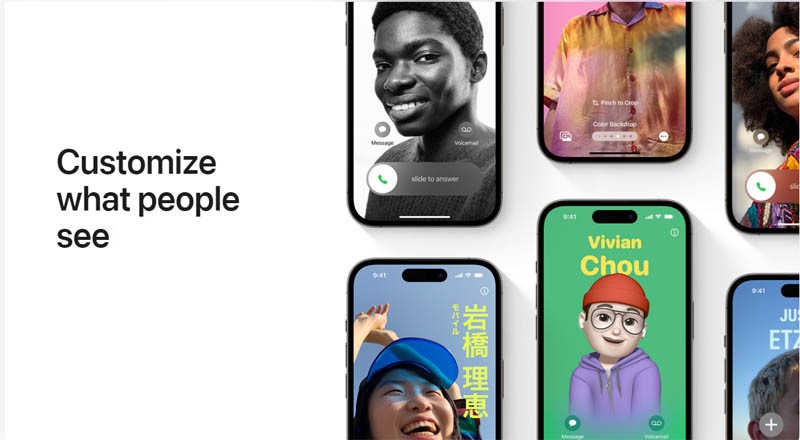 Customize
what people
see
Message
Voicemail
slide to answer
Pinch to Crop
Color Backdrop
9:41
モバイル
岩橋 理恵
9:41
Vivian
Chou
Message
Voicemail
9:41